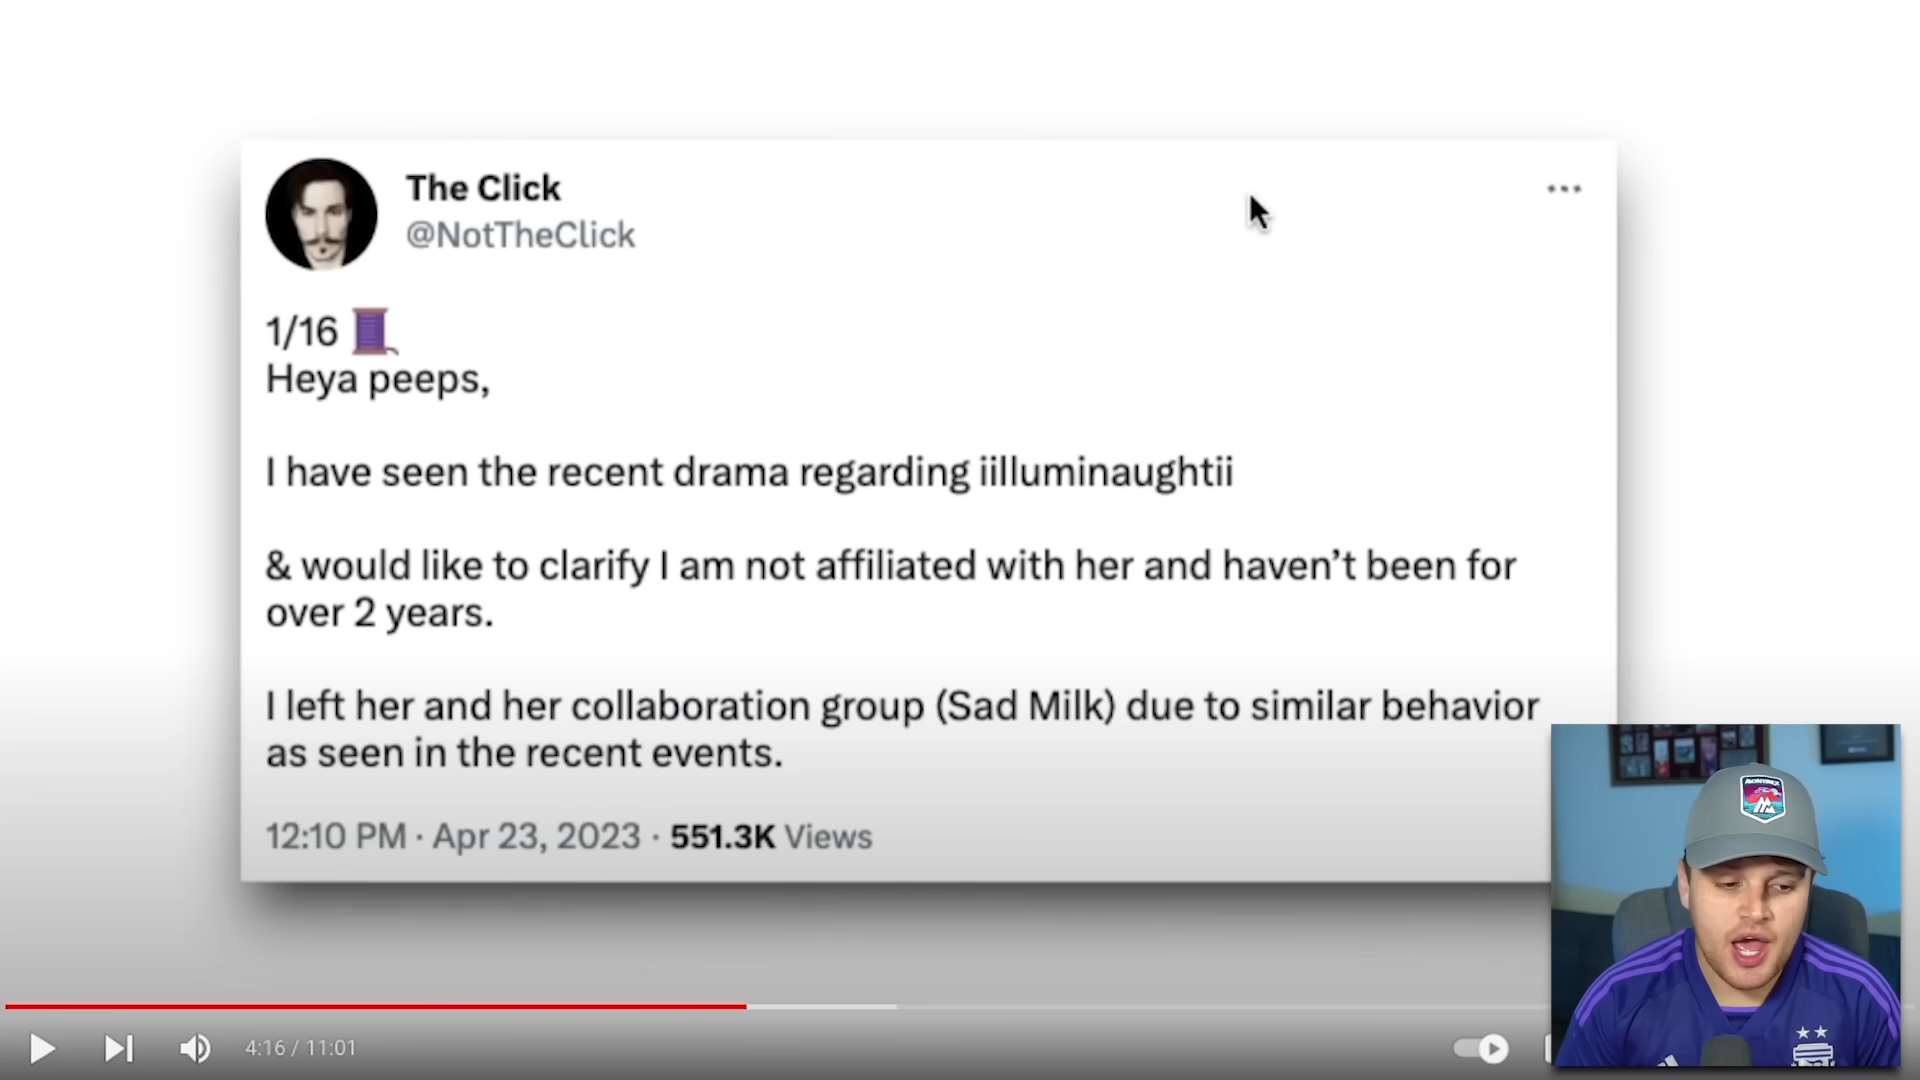 The Click
@NotTheClick
1/16
Heya peeps,
I have seen the recent drama regarding iilluminaughtii
& would like to clarify I am not affiliated with her and haven’t been for
over 2 years.
I left her and her collaboration group (Sad Milk) due to similar behavior
as seen in the recent events.
12:10 PM · Apr 23, 2023 · 551.3K Views
4:16 / 11:01